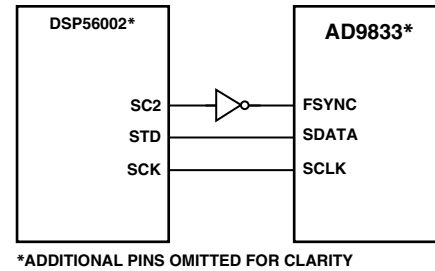 DSP56002*
AD9833*
SC2
FSYNC
STD
SDATA
SCK
SCLK
*ADDITIONAL PINS OMITTED FOR CLARITY